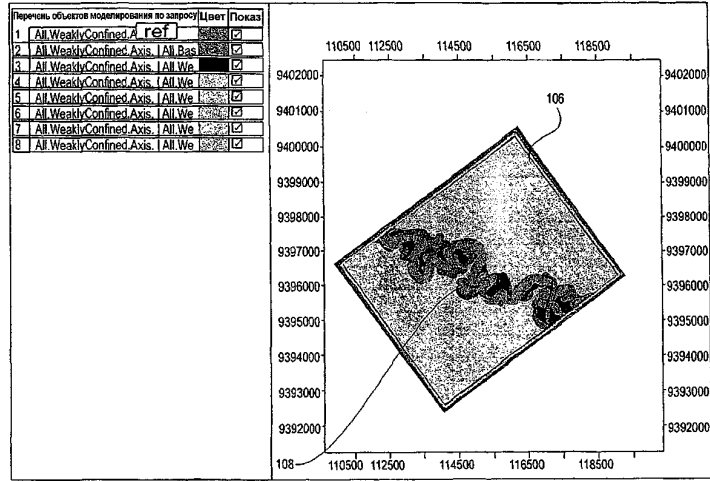 Перечень объектов моделирования по запросу Цвет Показ
1 All.WeaklyConfined.A ref
2 All.WeaklyConfined.Axis. | All.Bas
3 All.WeaklyConfined.Axis. | All.We
4 All.WeaklyConfined.Axis. | All.We
5 All.WeaklyConfined.Axis. | All.We
6 All.WeaklyConfined.Axis. | All.We
7 All.WeaklyConfined.Axis. | All.We
8 All.WeaklyConfined.Axis. | All.We
110500 112500 114500 116500 118500
9402000 9402000
106
9401000 9401000
9400000 9400000
9399000 9399000
9398000 9398000
9397000 9397000
9396000 9396000
9395000 9395000
9394000 9394000
9393000 9393000
9392000 9392000
108
110500 112500 114500 116500 118500